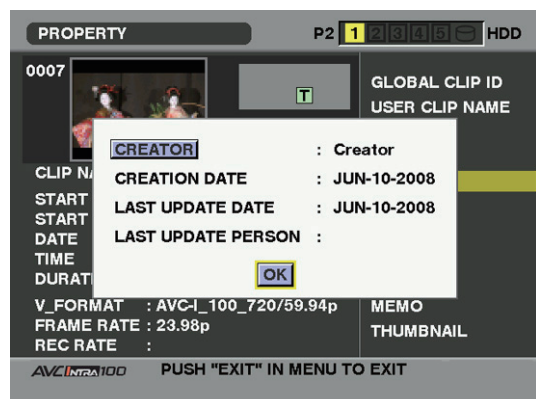 PROPERTY
P2 1 2 3 4 5 HDD
0007
T
GLOBAL CLIP ID
USER CLIP NAME
CREATOR : Creator
CREATION DATE : JUN-10-2008
LAST UPDATE DATE : JUN-10-2008
LAST UPDATE PERSON :
OK
CLIP
START
START
DATE
TIME
V_FORMAT : AVC-I_100_720/59.94p
FRAME RATE : 23.98p
REC RATE :
MEMO
THUMBNAIL
AVC INTRA 100
PUSH "EXIT" IN MENU TO EXIT